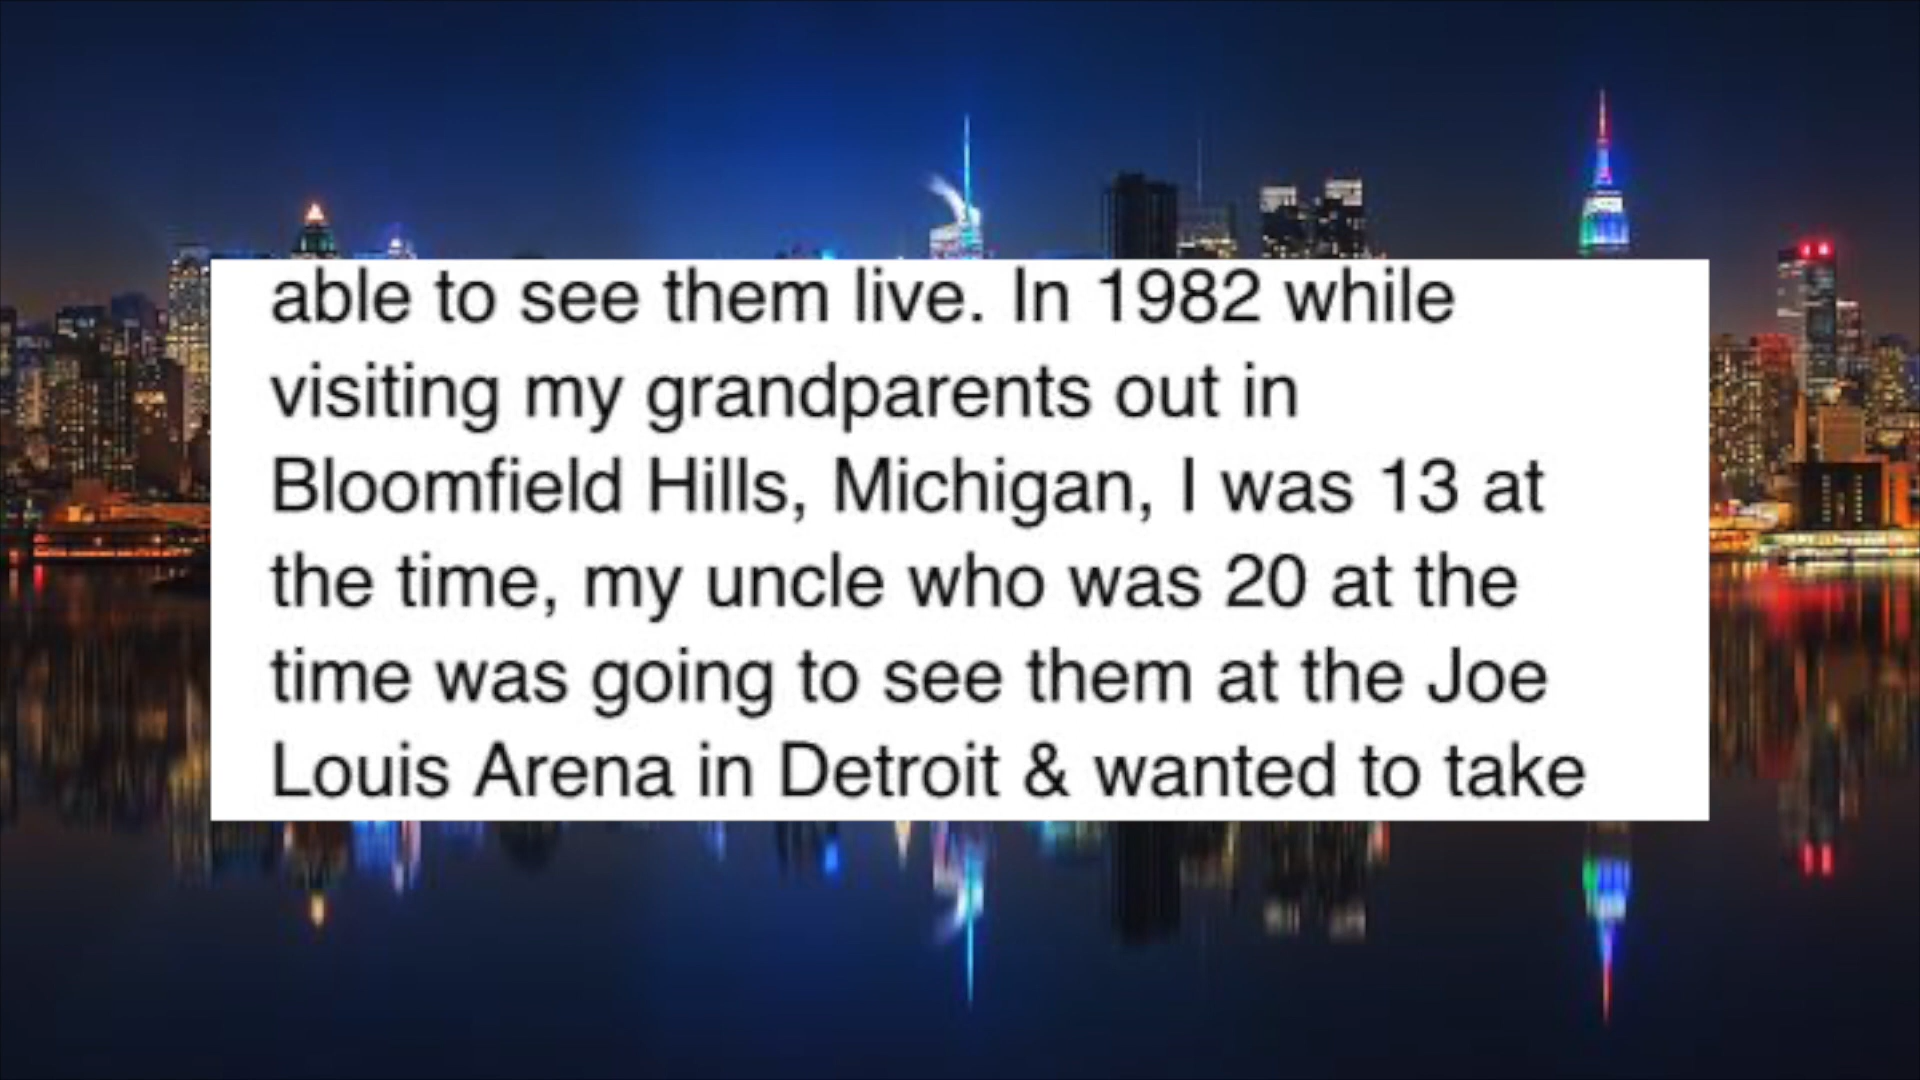 able to see them live. In 1982 while
visiting my grandparents out in
Bloomfield Hills, Michigan, I was 13 at
the time, my uncle who was 20 at the
time was going to see them at the Joe
Louis Arena in Detroit & wanted to take